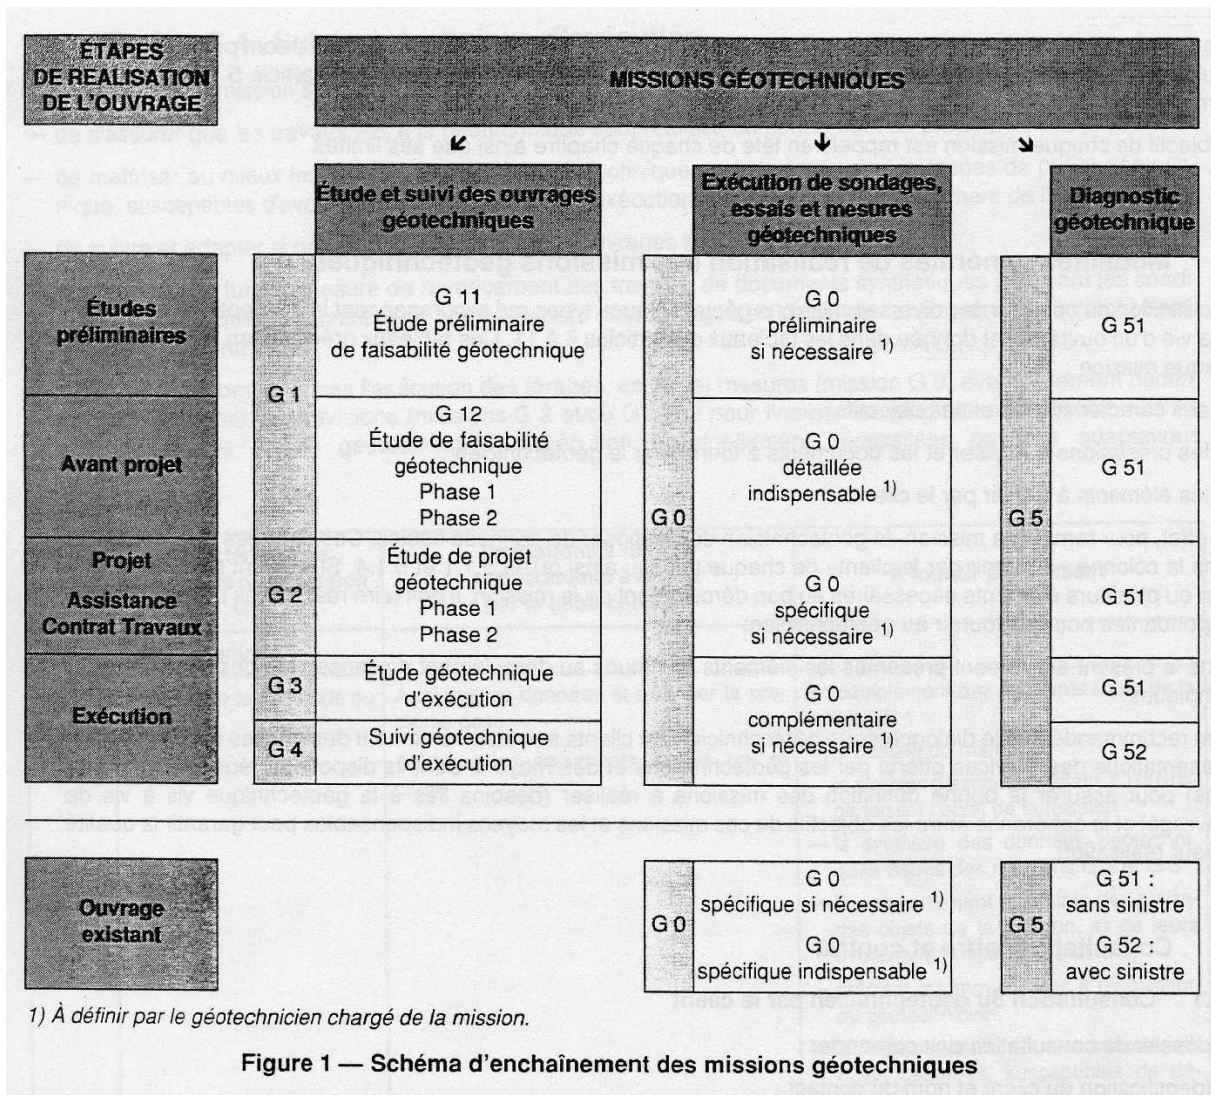 ÉTAPES
DE REALISATION
DE L'OUVRAGE
MISSIONS GÉOTECHNIQUES
Étude et suivi des ouvrages
géotechniques
Exécution de sondages,
essais et mesures
géotechniques
Diagnostic
géotechnique
Études
préliminaires
G 1
G 11
Étude préliminaire
de faisabilité géotechnique
G 0
G 0
préliminaire
si nécessaire 1)
G 5
G 51
Avant projet
G 12
Étude de faisabilité
géotechnique
Phase 1
Phase 2
G 0
détaillée
indispensable 1)
G 51
Projet
Assistance
Contrat Travaux
G 2
Étude de projet
géotechnique
Phase 1
Phase 2
G 0
spécifique
si nécessaire 1)
G 51
Exécution
G 3
Étude géotechnique
d'exécution
G 4
Suivi géotechnique
d'exécution
G 0
complémentaire
si nécessaire 1)
G 51
G 52
Ouvrage
existant
G 0
G 0
spécifique si nécessaire 1)
G 0
spécifique indispensable 1)
G 5
G 51 :
sans sinistre
G 52 :
avec sinistre
1) À définir par le géotechnicien chargé de la mission.
Figure 1 — Schéma d'enchaînement des missions géotechniques